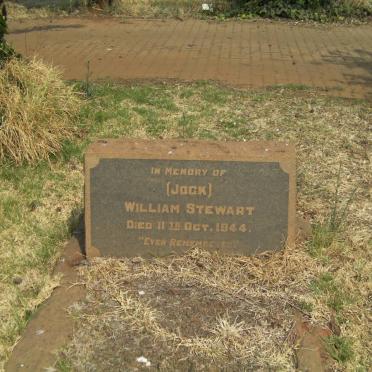 IN MEMORY OF
(JOCK)
WILLIAM STEWART
DIED 11TH OCT. 1944.
"EVER REMEMBERED"